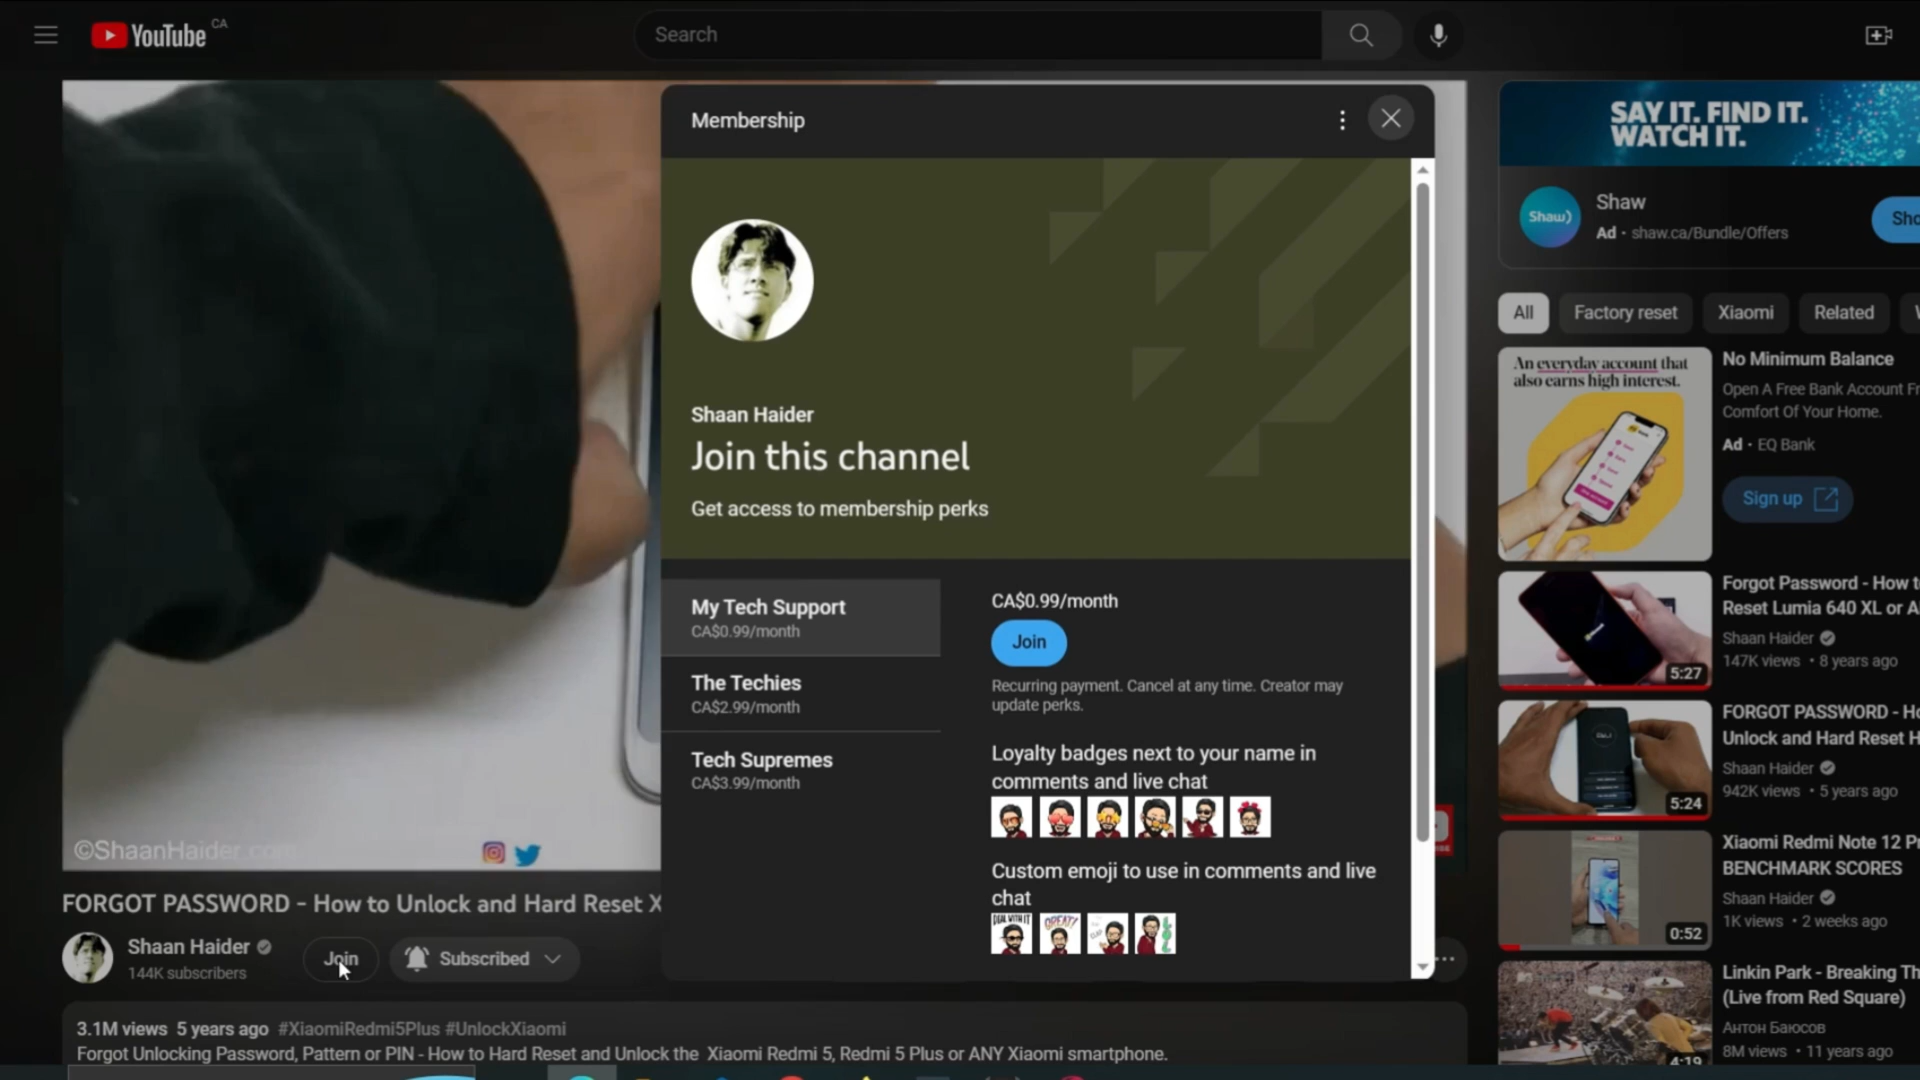 YouTube CA
Search
SAY IT. FIND IT.
WATCH IT.
Shaw)
Shaw
Ad · shaw.ca/Bundle/Offers
All
Factory reset
Xiaomi
Related
An everyday account that
also earns high interest.
No Minimum Balance
Open A Free Bank Account
Comfort Of Your Home.
Ad · EQ Bank
Sign up
Forgot Password - How
Reset Lumia 640 XL or
Shaan Haider
147K views • 8 years ago
5:27
FORGOT PASSWORD -
Unlock and Hard Reset
Shaan Haider
942K views • 5 years ago
5:24
Xiaomi Redmi Note 12
BENCHMARK SCORES
Shaan Haider
1K views • 2 weeks ago
0:52
Linkin Park - Breaking
(Live from Red Square)
Антон Баюсов
8M views • 11 years ago
4:19
Membership
Shaan Haider
Join this channel
Get access to membership perks
My Tech Support
CA$0.99/month
The Techies
CA$2.99/month
Tech Supremes
CA$3.99/month
CA$0.99/month
Join
Recurring payment. Cancel at any time. Creator may
update perks.
Loyalty badges next to your name in
comments and live chat
Custom emoji to use in comments and live
chat
DEAL WITH IT
GREAT!
©ShaanHaider.com
FORGOT PASSWORD - How to Unlock and Hard Reset
Shaan Haider
144K subscribers
Join
Subscribed
3.1M views 5 years ago #XiaomiRedmi5Plus #UnlockXiaomi
Forgot Unlocking Password, Pattern or PIN - How to Hard Reset and Unlock the Xiaomi Redmi 5, Redmi 5 Plus or ANY Xiaomi smartphone.